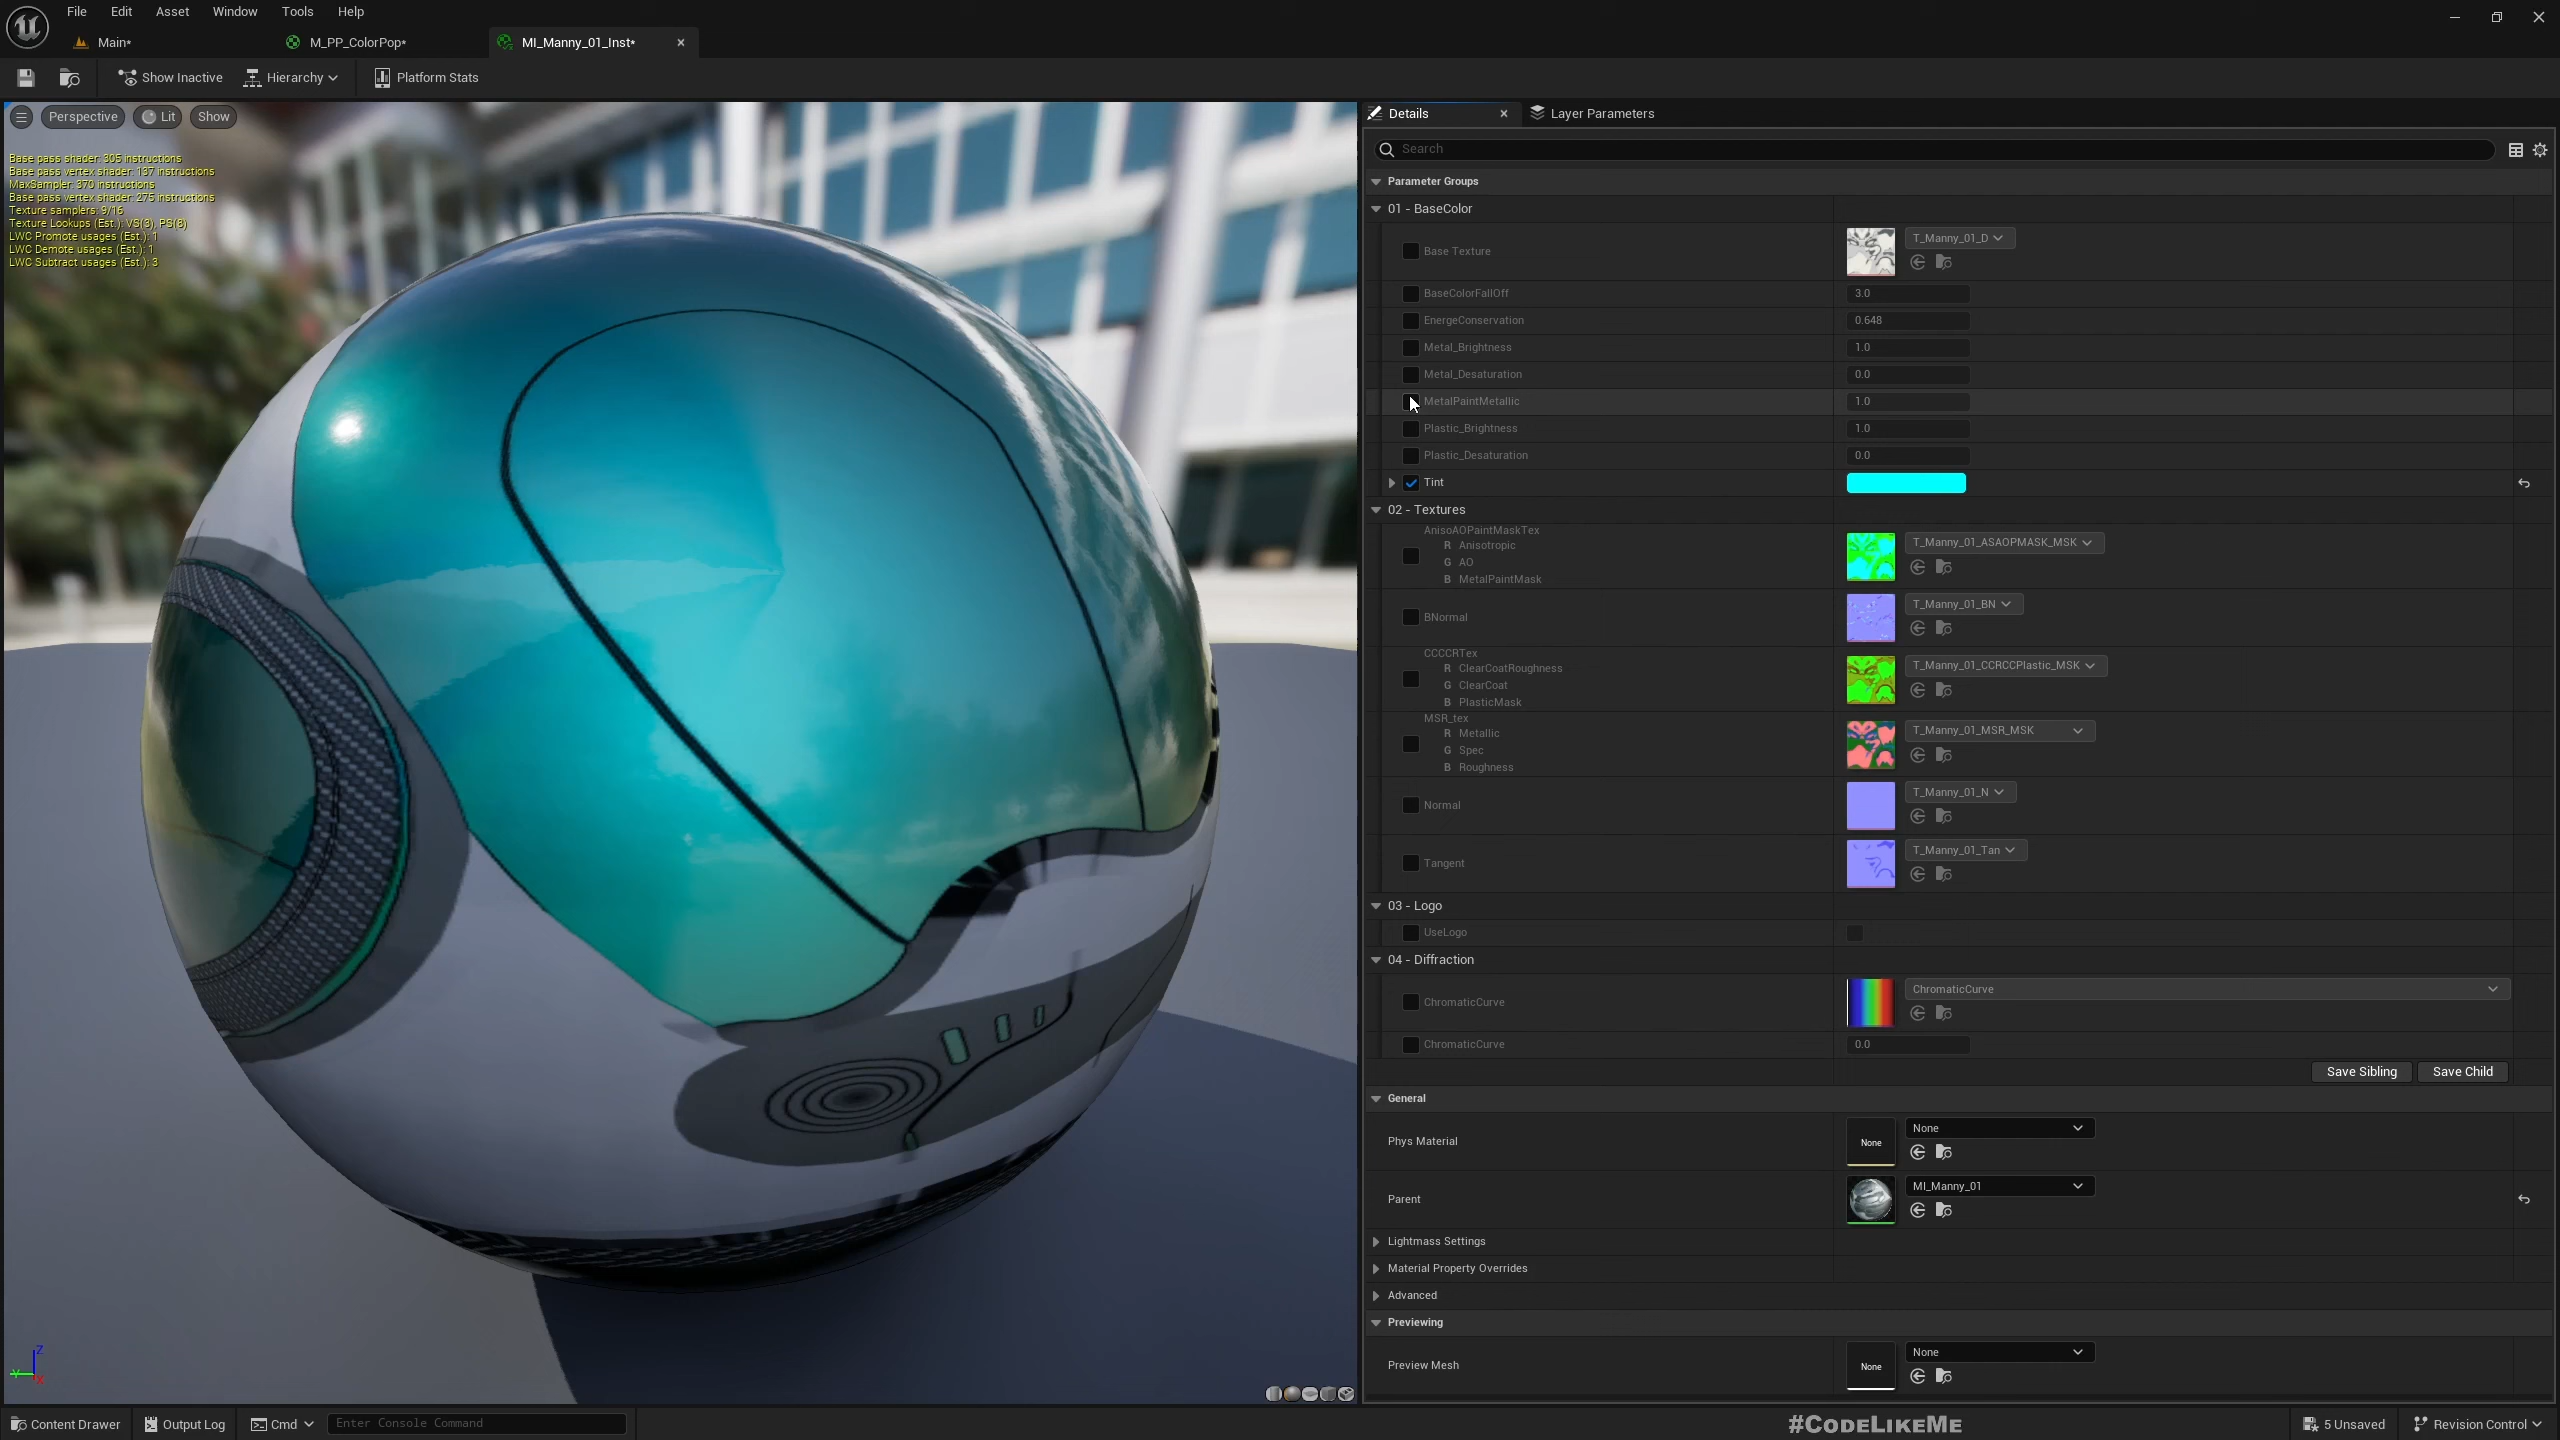 File Edit Asset Window Tools Help
Main* M_PP_ColorPop* MI_Manny_01_Inst*
Show Inactive Hierarchy Platform Stats
Perspective Lit Show
Base pass shader: 305 instructions
Base pass vertex shader: 137 instructions
MaxSampler: 370 instructions
Base pass vertex shader: 275 instructions
Texture samplers: 9/16
Texture Lookups (Est.): VS(3), PS(8)
LWC Promote usages (Est.): 1
LWC Demote usages (Est.): 1
LWC Subtract usages (Est.): 3
Z
Y
X
Details Layer Parameters
Search
Parameter Groups
01 - BaseColor
Base Texture T_Manny_01_D
BaseColorFallOff 3.0
EnergeConservation 0.648
Metal_Brightness 1.0
Metal_Desaturation 0.0
MetalPaintMetallic 1.0
Plastic_Brightness 1.0
Plastic_Desaturation 0.0
Tint
02 - Textures
AnisoAOPaintMaskTex
R Anisotropic T_Manny_01_ASAOPMASK_MSK
G AO
B MetalPaintMask
BNormal T_Manny_01_BN
CCCCRTex
R ClearCoatRoughness T_Manny_01_CCRCCPlastic_MSK
G ClearCoat
B PlasticMask
MSR_tex
R Metallic T_Manny_01_MSR_MSK
G Spec
B Roughness
Normal T_Manny_01_N
Tangent T_Manny_01_Tan
03 - Logo
UseLogo
04 - Diffraction
ChromaticCurve ChromaticCurve
ChromaticCurve 0.0
Save Sibling Save Child
General
Phys Material None None
Parent MI_Manny_01
Lightmass Settings
Material Property Overrides
Advanced
Previewing
Preview Mesh None None
Content Drawer Output Log Cmd Enter Console Command #CodeLikeMe 5 Unsaved Revision Control